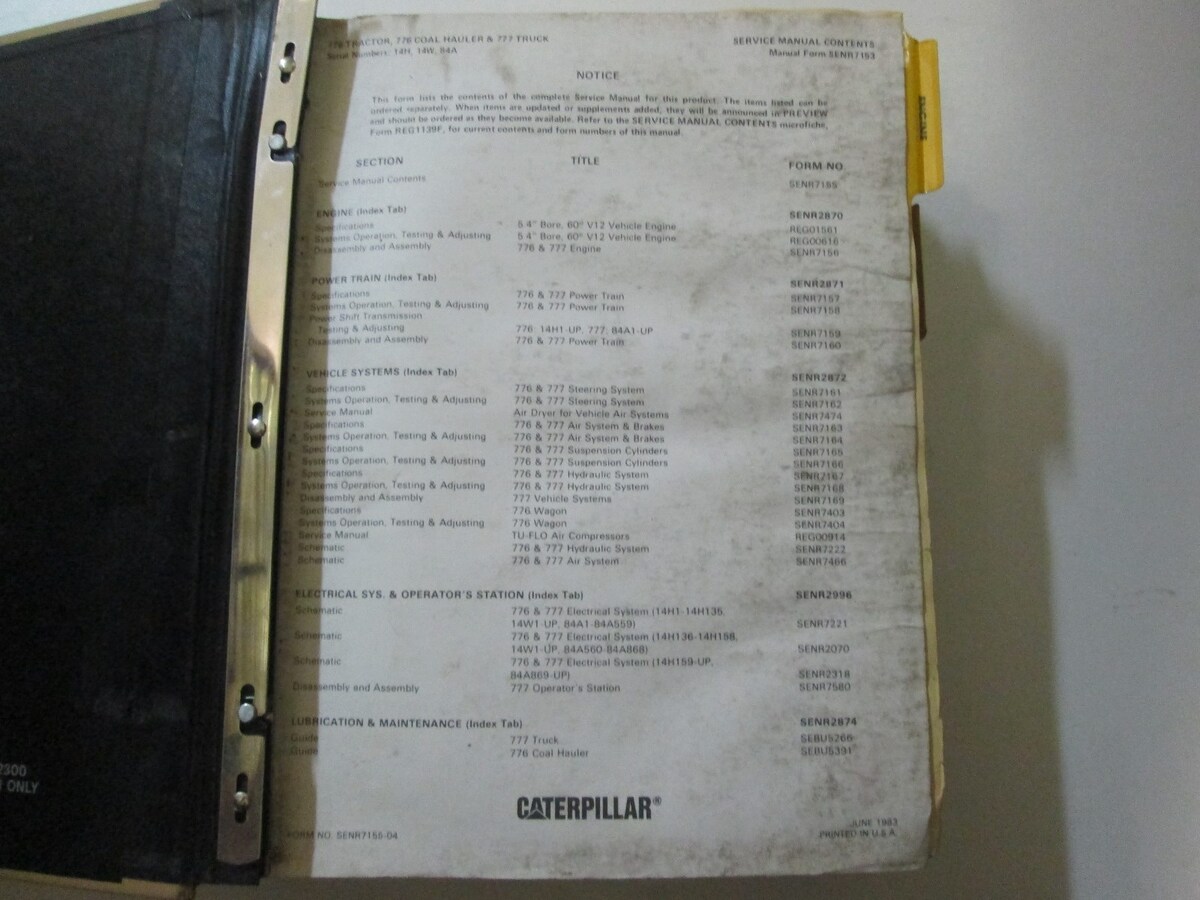 776 TRACTOR, 776 COAL HAULER & 777 TRUCK
Serial Numbers: 14H, 14W, 84A
SERVICE MANUAL CONTENTS
Manual Form SENR7153
NOTICE
This form lists the contents of the complete Service Manual for this product. The items listed can be
ordered separately. When items are updated or supplements added, they will be announced in PREVIEW
and should be ordered as they become available. Refer to the SERVICE MANUAL CONTENTS microfiche,
Form REG1139F, for current contents and form numbers of this manual.
SECTION TITLE FORM NO.
Service Manual Contents SENR7155
ENGINE (Index Tab) SENR2870
Specifications 5.4" Bore, 60° V12 Vehicle Engine REG01561
Systems Operation, Testing & Adjusting 5.4" Bore, 60° V12 Vehicle Engine REG00616
Disassembly and Assembly 776 & 777 Engine SENR7156
POWER TRAIN (Index Tab) SENR2871
Specifications 776 & 777 Power Train SENR7157
Systems Operation, Testing & Adjusting 776 & 777 Power Train SENR7158
Power Shift Transmission
Testing & Adjusting 776, 14H1-UP, 777, 84A1-UP SENR7159
Disassembly and Assembly 776 & 777 Power Train SENR7160
VEHICLE SYSTEMS (Index Tab) SENR2872
Specifications 776 & 777 Steering System SENR7161
Systems Operation, Testing & Adjusting 776 & 777 Steering System SENR7162
Service Manual Air Dryer for Vehicle Air Systems SENR7474
Specifications 776 & 777 Air System & Brakes SENR7163
Systems Operation, Testing & Adjusting 776 & 777 Air System & Brakes SENR7164
Specifications 776 & 777 Suspension Cylinders SENR7165
Systems Operation, Testing & Adjusting 776 & 777 Suspension Cylinders SENR7166
Specifications 776 & 777 Hydraulic System SENR7167
Systems Operation, Testing & Adjusting 776 & 777 Hydraulic System SENR7168
Disassembly and Assembly 777 Vehicle Systems SENR7169
Specifications 776 Wagon SENR7403
Systems Operation, Testing & Adjusting 776 Wagon SENR7404
Service Manual TU-FLO Air Compressors REG00914
Schematic 776 & 777 Hydraulic System SENR7222
Schematic 776 & 777 Air System SENR7466
ELECTRICAL SYS. & OPERATOR'S STATION (Index Tab) SENR2996
Schematic 776 & 777 Electrical System (14H1-14H135,
14W1-UP, 84A1-84A559) SENR7221
Schematic 776 & 777 Electrical System (14H136-14H158,
14W1-UP, 84A560-84A868) SENR2070
Schematic 776 & 777 Electrical System (14H159-UP,
84A869-UP) SENR2318
Disassembly and Assembly 777 Operator's Station SENR7580
LUBRICATION & MAINTENANCE (Index Tab) SENR2874
Guide 777 Truck SEBU5266
Guide 776 Coal Hauler SEBU5391
CATERPILLAR®
FORM NO. SENR7155-04
JUNE 1983
PRINTED IN U.S.A.
ENGINE
2300
ONLY